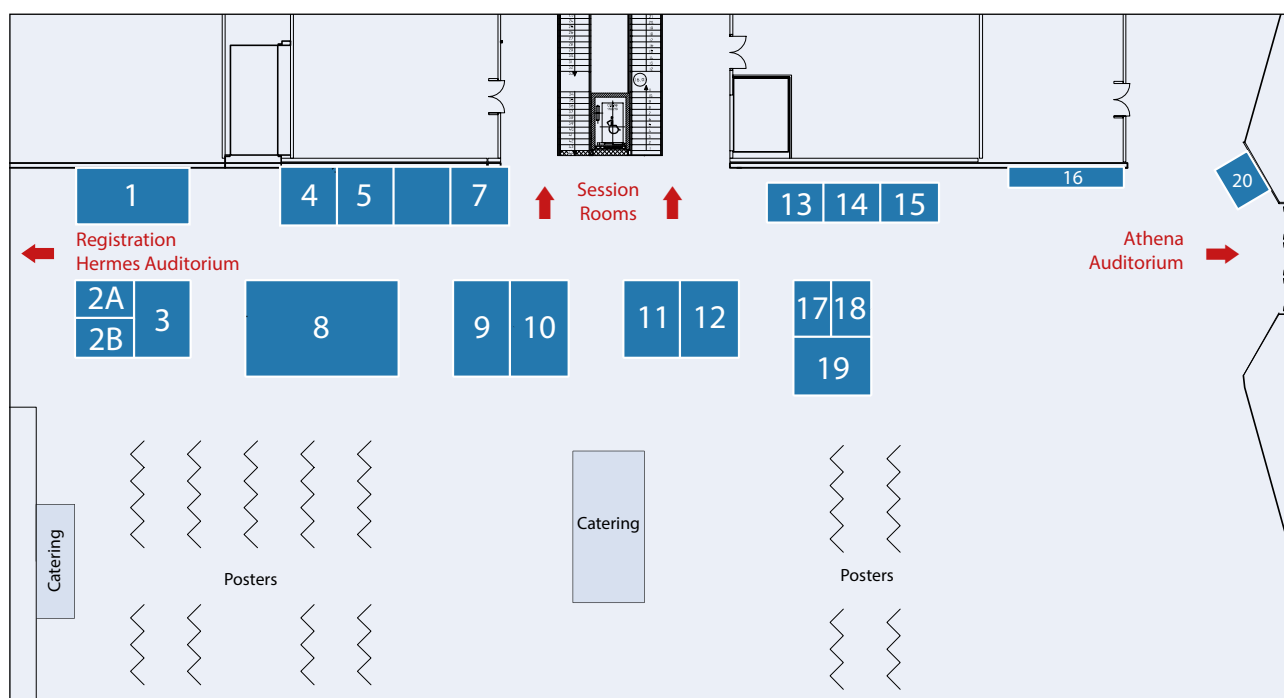 1
4
5
7
Session
Rooms
13
14
15
16
20
Registration
Hermes Auditorium
Athena
Auditorium
2A
2B
3
8
9
10
11
12
17
18
19
Catering
Posters
Catering
Posters